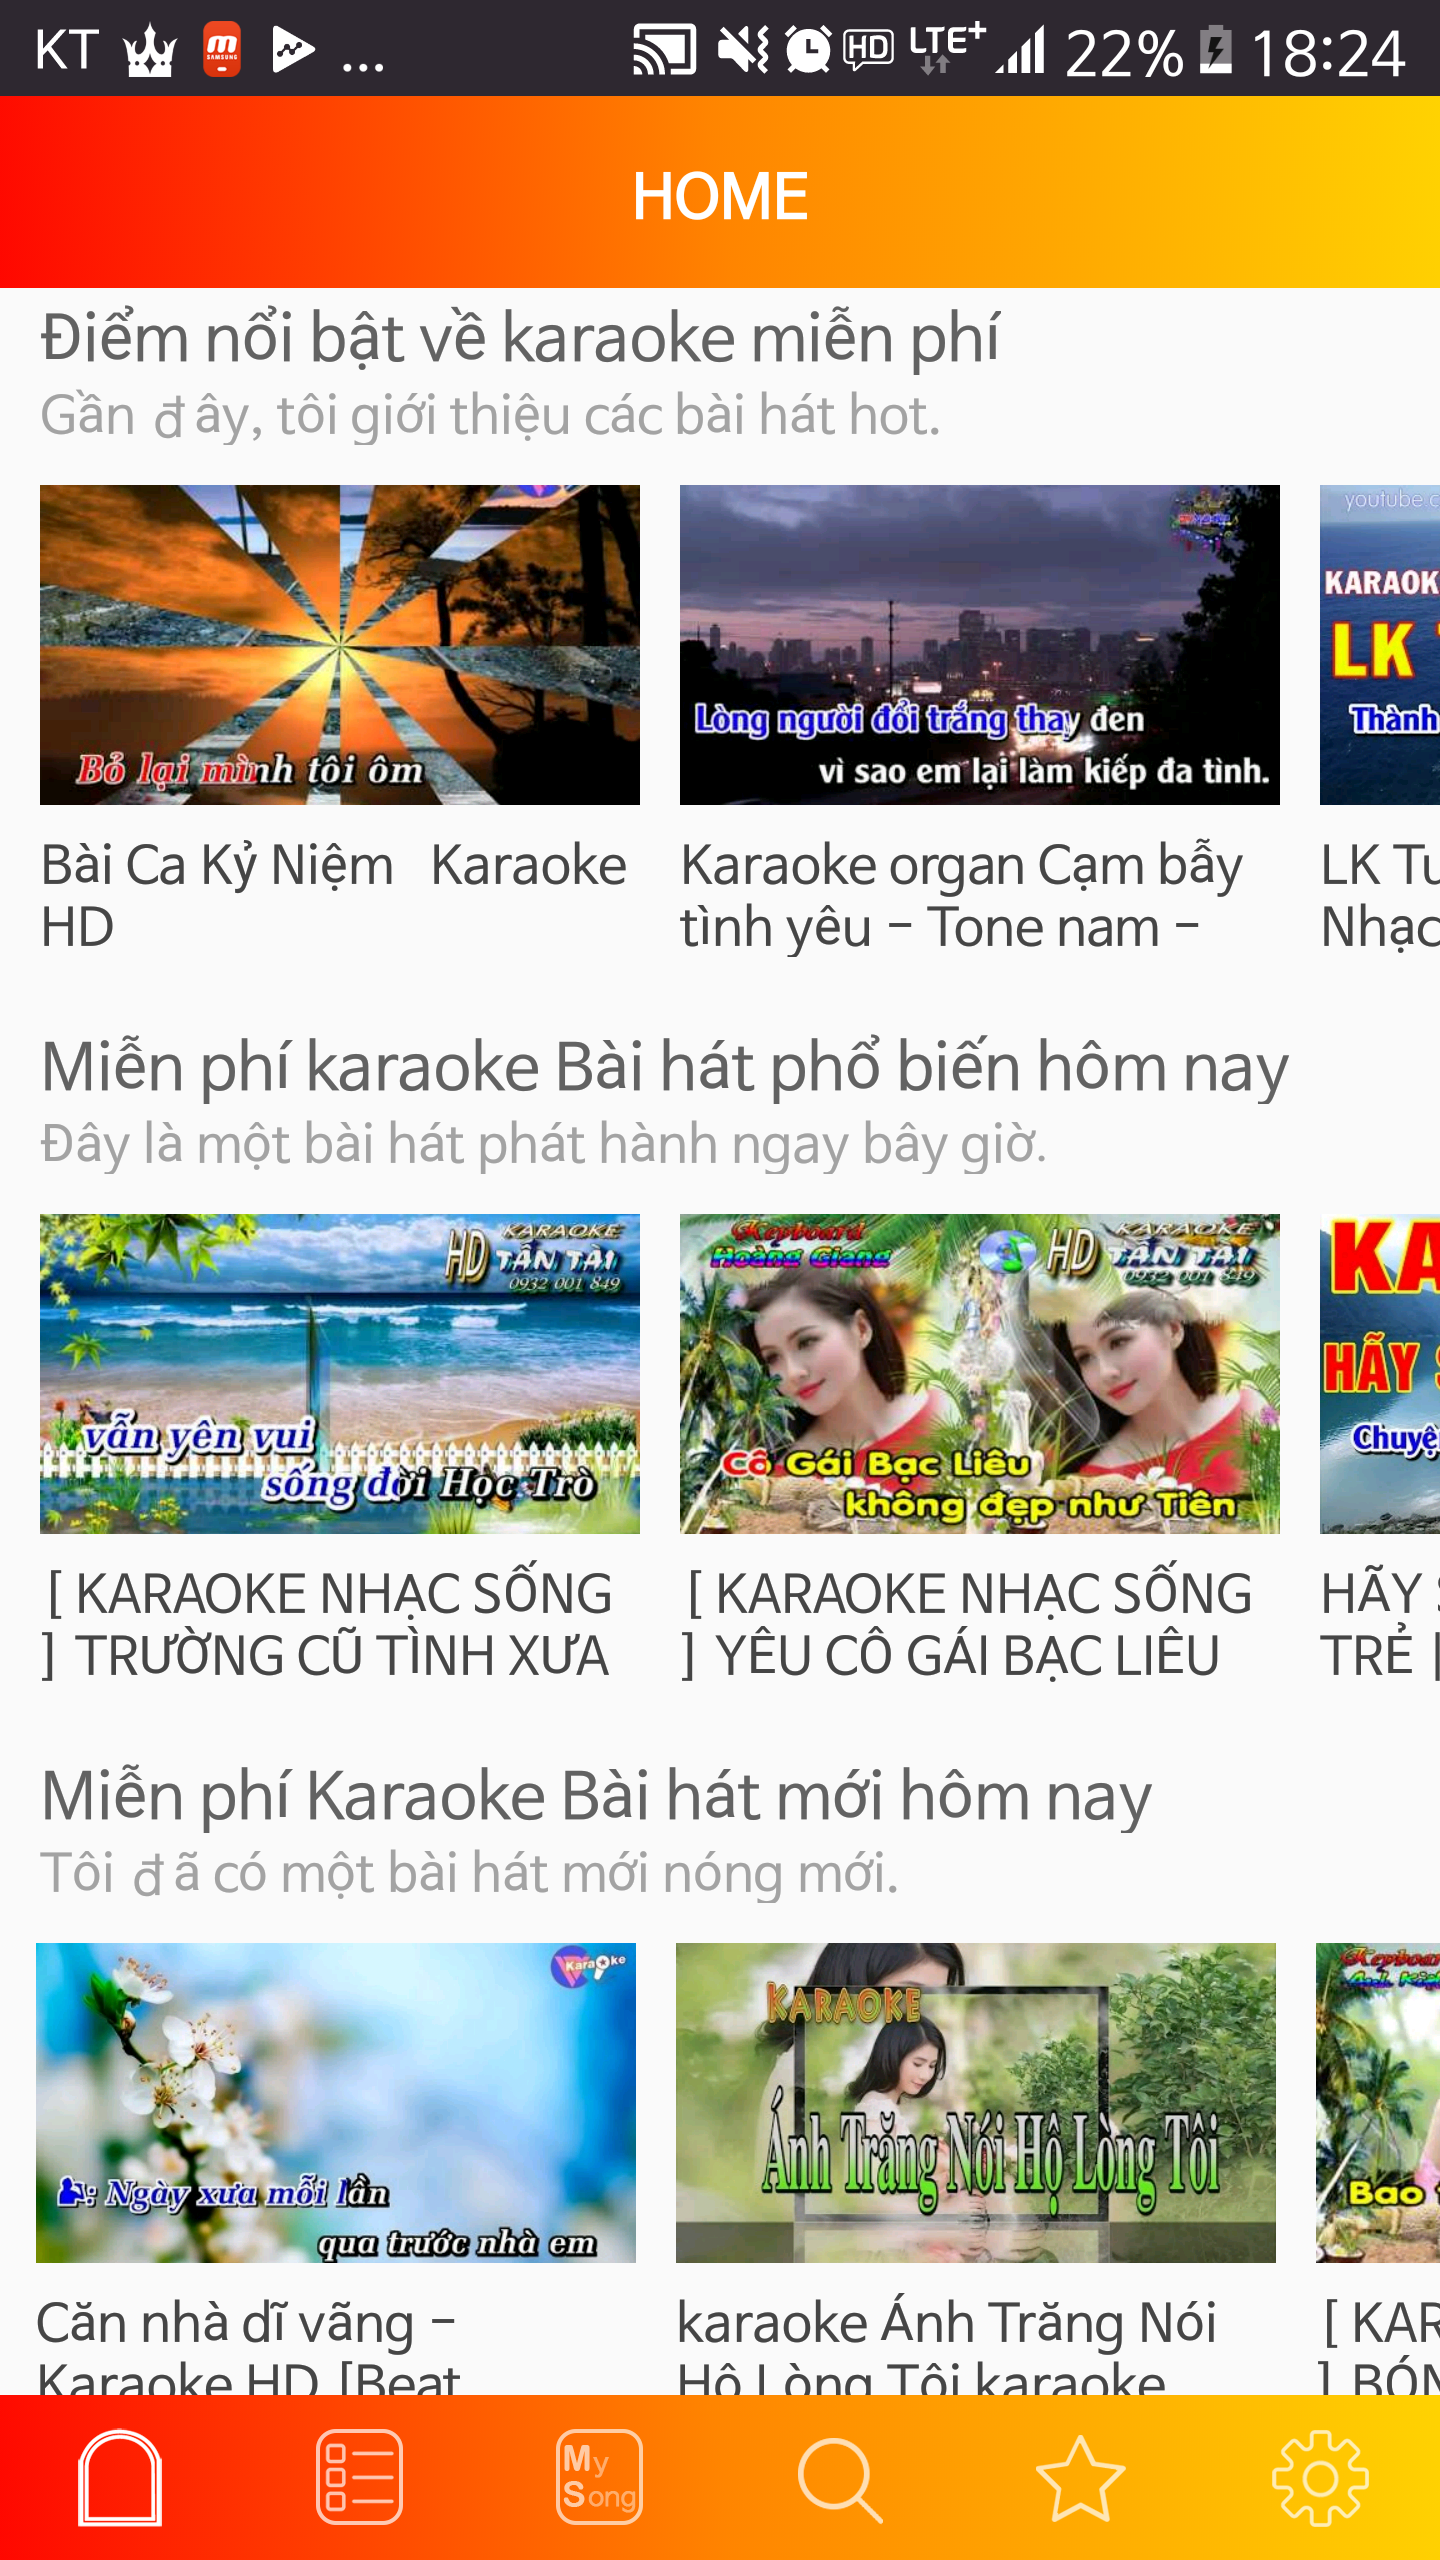 KT
m
SAMSUNG
...
HD LTE+ 22% 18:24
HOME
Điểm nổi bật về karaoke miễn phí
Gần đây, tôi giới thiệu các bài hát hot.
Bỏ lại mình tôi ôm
Lòng người đổi trắng thay đen
vì sao em lại làm kiếp đa tình.
youtube.c
KARAOK
LK
Thành
Bài Ca Kỷ Niệm Karaoke
HD
Karaoke organ Cạm bẫy
tình yêu - Tone nam -
LK Tu
Nhạc
Miễn phí karaoke Bài hát phổ biến hôm nay
Đây là một bài hát phát hành ngay bây giờ.
KARAOKE
HD TẤN TÀI
0932 001 849
vẫn yên vui
sống đời Học Trò
Keyboard
Hoàng Giang
KARAOKE
HD TẤN TÀI
0932 001 849
Cô Gái Bạc Liêu
không đẹp như Tiên
KA
HÃY
Chuyệ
[ KARAOKE NHẠC SỐNG
] TRƯỜNG CŨ TÌNH XƯA
[ KARAOKE NHẠC SỐNG
] YÊU CÔ GÁI BẠC LIÊU
HÃY S
TRẺ |
Miễn phí Karaoke Bài hát mới hôm nay
Tôi đã có một bài hát mới nóng mới.
Karaoke
: Ngày xưa mỗi lần
qua trước nhà em
KARAOKE
Ánh Trăng Nói Hộ Lòng Tôi
Keyboard
Bao
Căn nhà dĩ vãng -
Karaoke HD [Beat
karaoke Ánh Trăng Nói
Hộ Lòng Tôi karaoke
[ KAR
] BÓN
My
Song